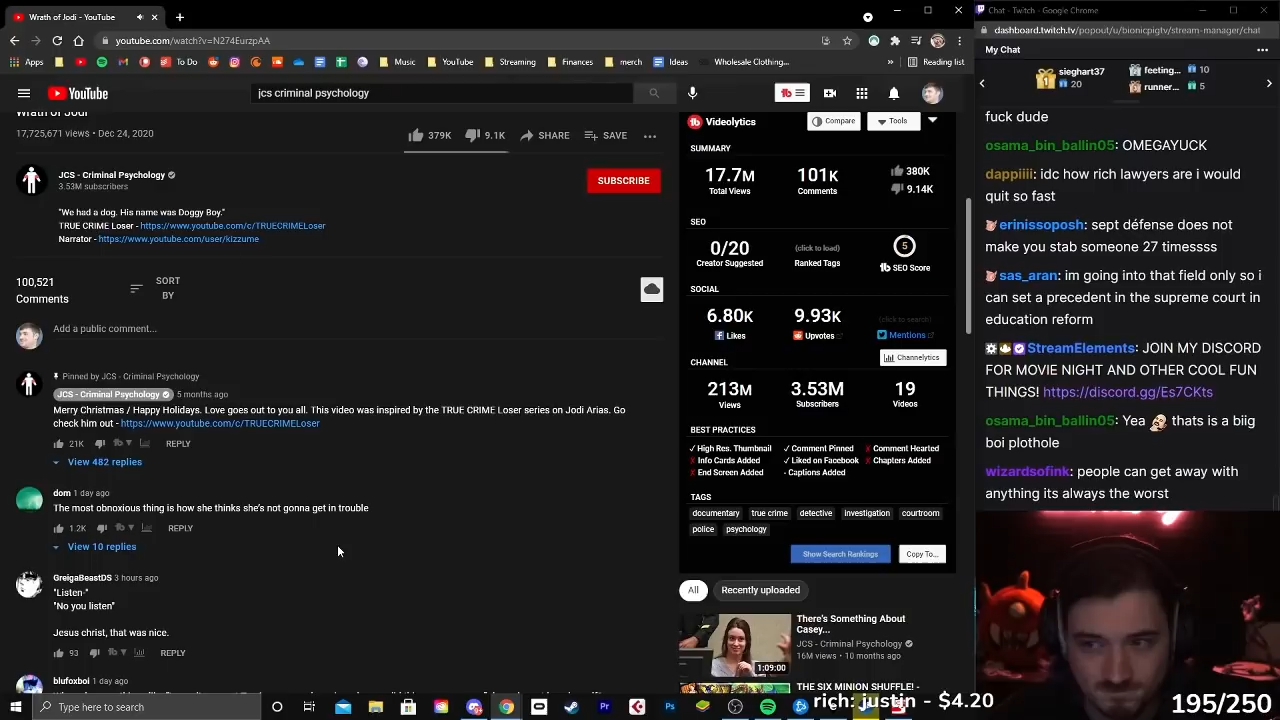 Wrath of Jodi - YouTube
youtube.com/watch?v=N274EurzpAA
Apps
To Do
Music
YouTube
Streaming
Finances
merch
Ideas
Wholesale Clothing...
Reading list
YouTube
jcs criminal psychology
Wrath of Jodi
17,725,671 views • Dec 24, 2020
379K
9.1K
SHARE
SAVE
JCS - Criminal Psychology
3.53M subscribers
SUBSCRIBE
"We had a dog. His name was Doggy Boy."
TRUE CRIME Loser - https://www.youtube.com/c/TRUECRIMELoser
Narrator - https://www.youtube.com/user/kizzume
100,521
Comments
SORT
BY
Add a public comment...
Pinned by JCS - Criminal Psychology
JCS - Criminal Psychology
5 months ago
Merry Christmas / Happy Holidays. Love goes out to you all. This video was inspired by the TRUE CRIME Loser series on Jodi Arias. Go
check him out - https://www.youtube.com/c/TRUECRIMELoser
21K
REPLY
View 482 replies
dom 1 day ago
The most obnoxious thing is how she thinks she's not gonna get in trouble
1.2K
REPLY
View 10 replies
GreigaBeastDS 3 hours ago
"Listen-"
"No you listen"
Jesus christ, that was nice.
93
REPLY
blufoxboi 1 day ago
Videolytics
Compare
Tools
SUMMARY
17.7M
Total Views
101K
Comments
380K
9.14K
SEO
0/20
Creator Suggested
(click to load)
Ranked Tags
5
SEO Score
SOCIAL
6.80K
Likes
9.93K
Upvotes
(click to search)
Mentions
CHANNEL
Channelytics
213M
Views
3.53M
Subscribers
19
Videos
BEST PRACTICES
High Res. Thumbnail
Comment Pinned
Comment Hearted
Info Cards Added
Liked on Facebook
Chapters Added
End Screen Added
- Captions Added
TAGS
documentary
true crime
detective
investigation
courtroom
police
psychology
Show Search Rankings
Copy To...
All
Recently uploaded
There's Something About
Casey...
JCS - Criminal Psychology
16M views • 10 months ago
1:09:00
THE SIX MINUTE SHUFFLE! -
Chat - Twitch - Google Chrome
dashboard.twitch.tv/popout/u/bionicpigtv/stream-manager/chat
My Chat
sieghart37
20
feeting...
10
runner...
5
fuck dude
osama_bin_ballin05: OMEGAYUCK
dappiiii: idc how rich lawyers are i would
quit so fast
erinissoposh: sept défense does not
make you stab someone 27 timessss
sas_aran: im going into that field only so i
can set a precedent in the supreme court in
education reform
StreamElements: JOIN MY DISCORD
FOR MOVIE NIGHT AND OTHER COOL FUN
THINGS! https://discord.gg/Es7CKts
osama_bin_ballin05: Yea thats is a biig
boi plothole
wizardsofink: people can get away with
anything its always the worst
Type here to search
rich: justin - $4.20
195/250